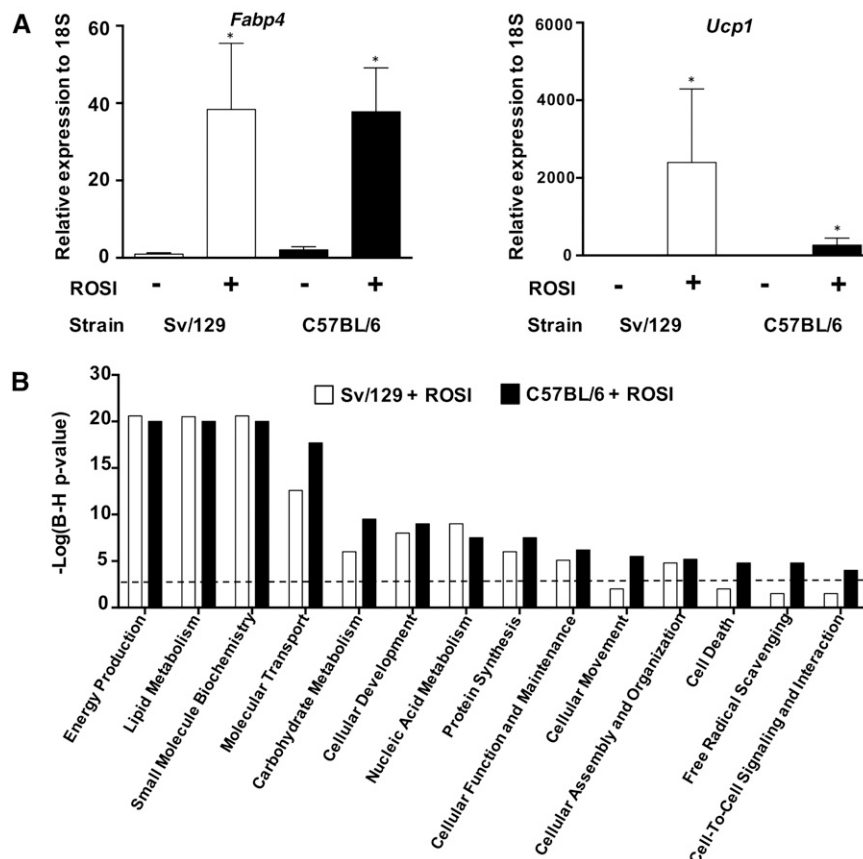 A
Fabp4
Relative expression to 18S
60
40
20
0
*
*
ROSI - + - +
Strain Sv/129 C57BL/6
Ucp1
Relative expression to 18S
6000
4000
2000
0
*
*
ROSI - + - +
Strain Sv/129 C57BL/6
B
-Log(B-H p-value)
30
20
15
10
5
0
Sv/129 + ROSI
C57BL/6 + ROSI
Energy Production
Lipid Metabolism
Small Molecule Biochemistry
Molecular Transport
Carbohydrate Metabolism
Cellular Development
Nucleic Acid Metabolism
Protein Synthesis
Cellular Function and Maintenance
Cellular Movement
Cellular Assembly and Organization
Cell Death
Free Radical Scavenging
Cell-To-Cell Signaling and Interaction